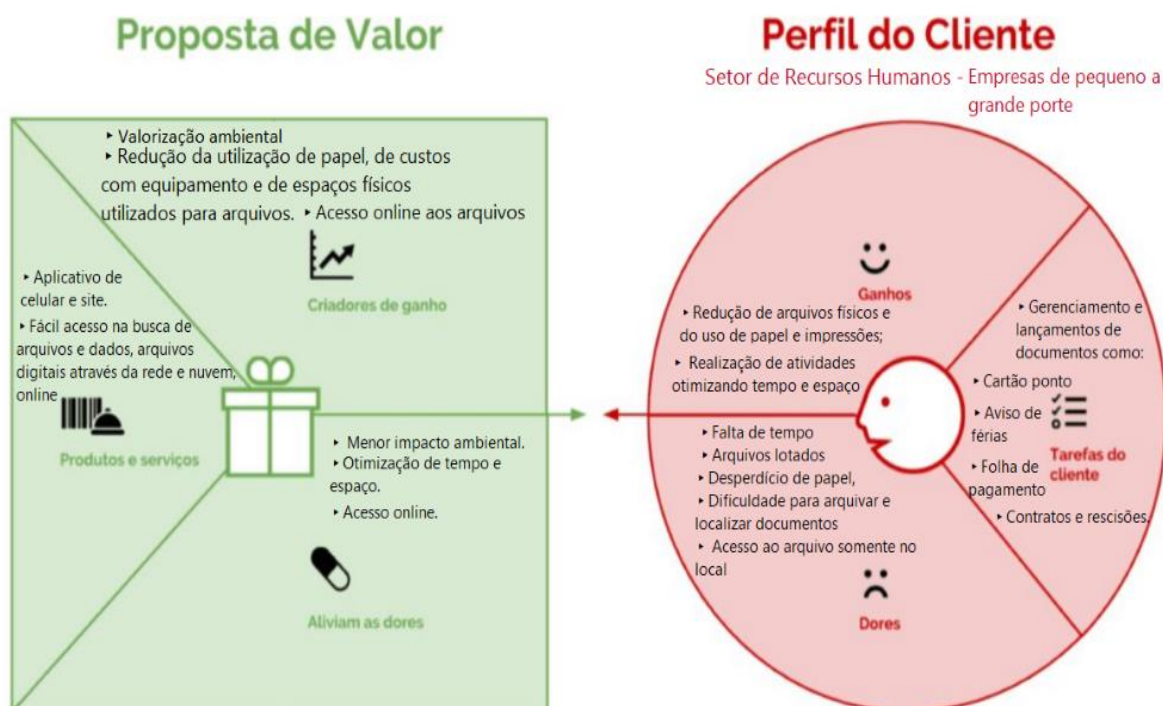 Proposta de Valor
▸ Valorização ambiental
▸ Redução da utilização de papel, de custos
com equipamento e de espaços físicos
utilizados para arquivos. ▸ Acesso online aos arquivos
Criadores de ganho
▸ Aplicativo de
celular e site.
▸ Fácil acesso na busca de
arquivos e dados, arquivos
digitais através da rede e nuvem,
online
Produtos e serviços
▸ Menor impacto ambiental.
▸ Otimização de tempo e
espaço.
▸ Acesso online.
Aliviam as dores
Perfil do Cliente
Setor de Recursos Humanos - Empresas de pequeno a
grande porte
Ganhos
▸ Redução de arquivos físicos e
do uso de papel e impressões;
▸ Realização de atividades
otimizando tempo e espaço
▸ Gerenciamento e
lançamentos de
documentos como:
▸ Cartão ponto
▸ Aviso de
férias
Tarefas do
cliente
▸ Folha de
pagamento
▸ Contratos e rescisões.
▸ Falta de tempo
▸ Arquivos lotados
▸ Desperdício de papel,
▸ Dificuldade para arquivar e
localizar documentos
▸ Acesso ao arquivo somente no
local
Dores